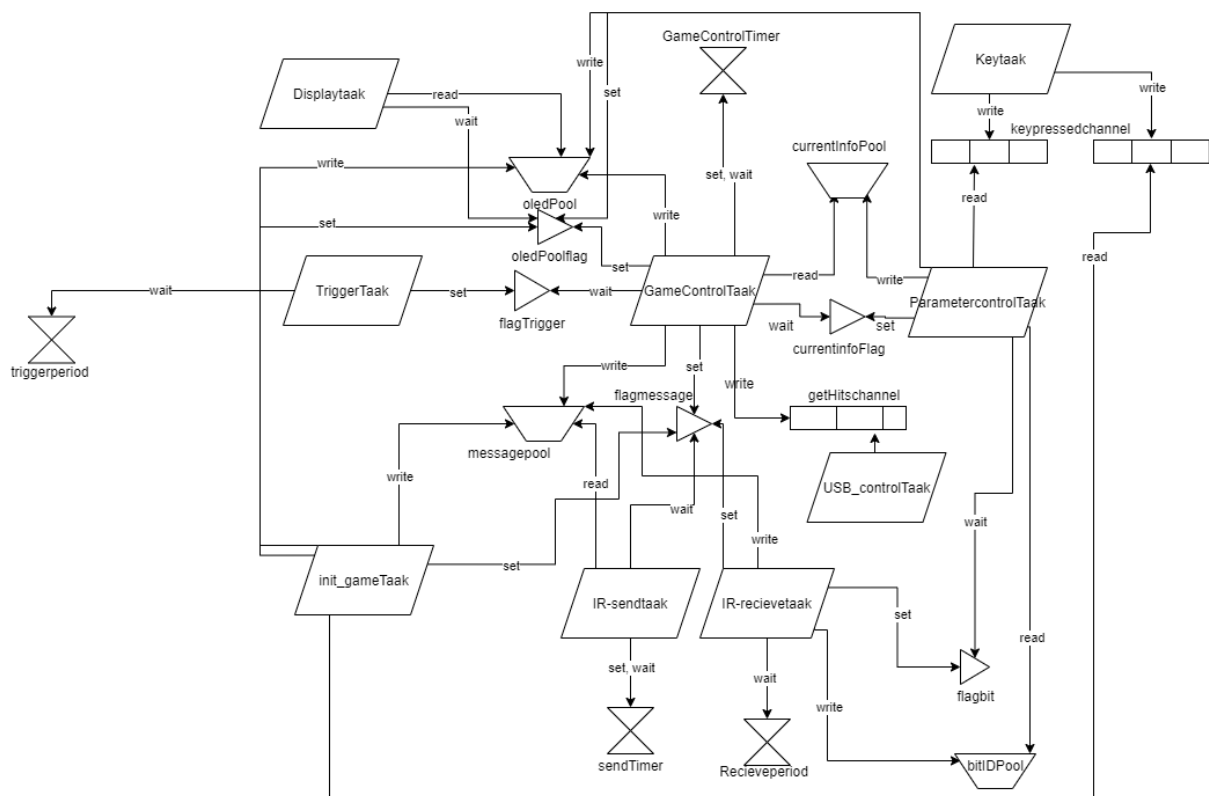 GameControlTimer
Keytaak
write
set
Displaytaak
read
wait
write
write
keypressedchannel
currentInfoPool
write
set, wait
oledPool
write
read
set
oledPoolflag
read
set
wait
TriggerTaak
set
flagTrigger
wait
GameControlTaak
read
write
ParametercontrolTaak
wait
set
currentinfoFlag
triggerperiod
write
set
write
flagmessage
getHitschannel
messagepool
write
read
USB_controlTaak
wait
set
wait
write
set
init_gameTaak
IR-sendtaak
IR-recievetaak
set
read
set, wait
wait
flagbit
write
sendTimer
Recieveperiod
bitIDPool